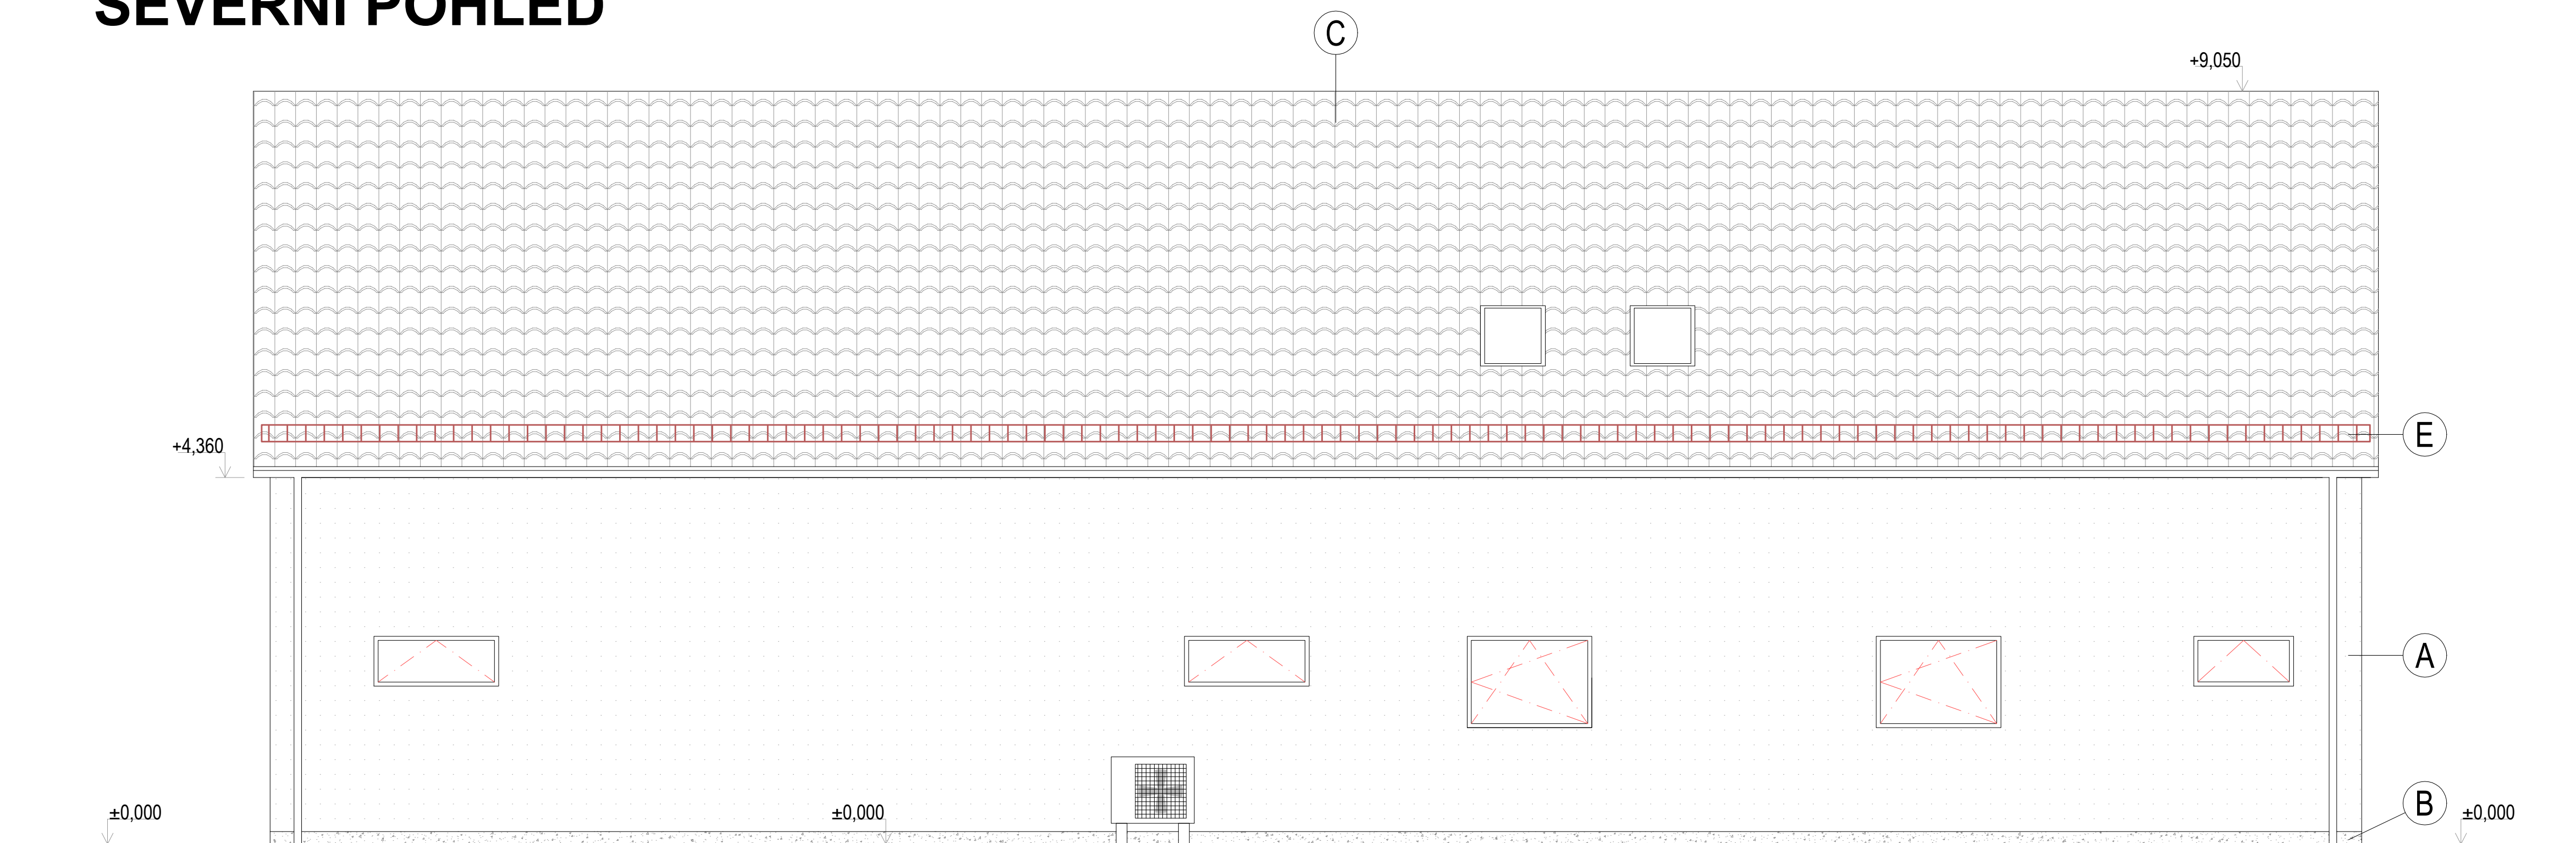 SEVERNÍ POHLED
C
+9,050
E
+4,360
A
B
±0,000
±0,000
±0,000